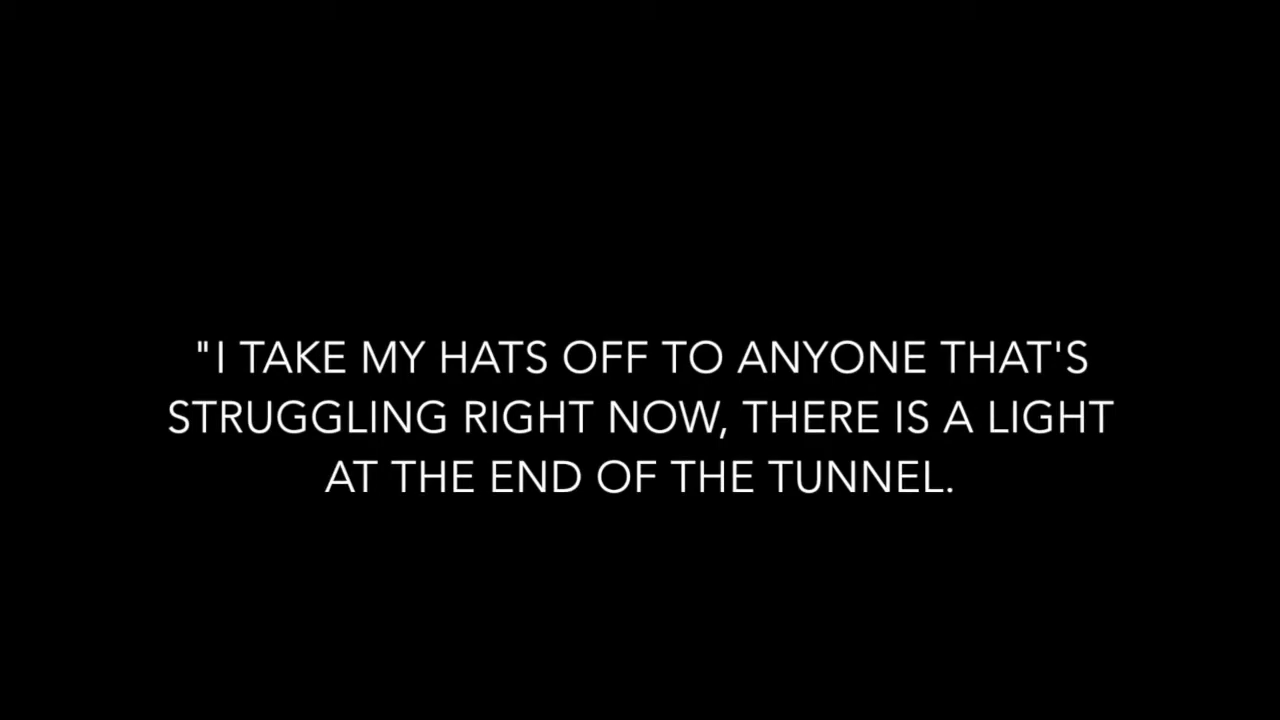 "I TAKE MY HATS OFF TO ANYONE THAT'S
STRUGGLING RIGHT NOW, THERE IS A LIGHT
AT THE END OF THE TUNNEL.